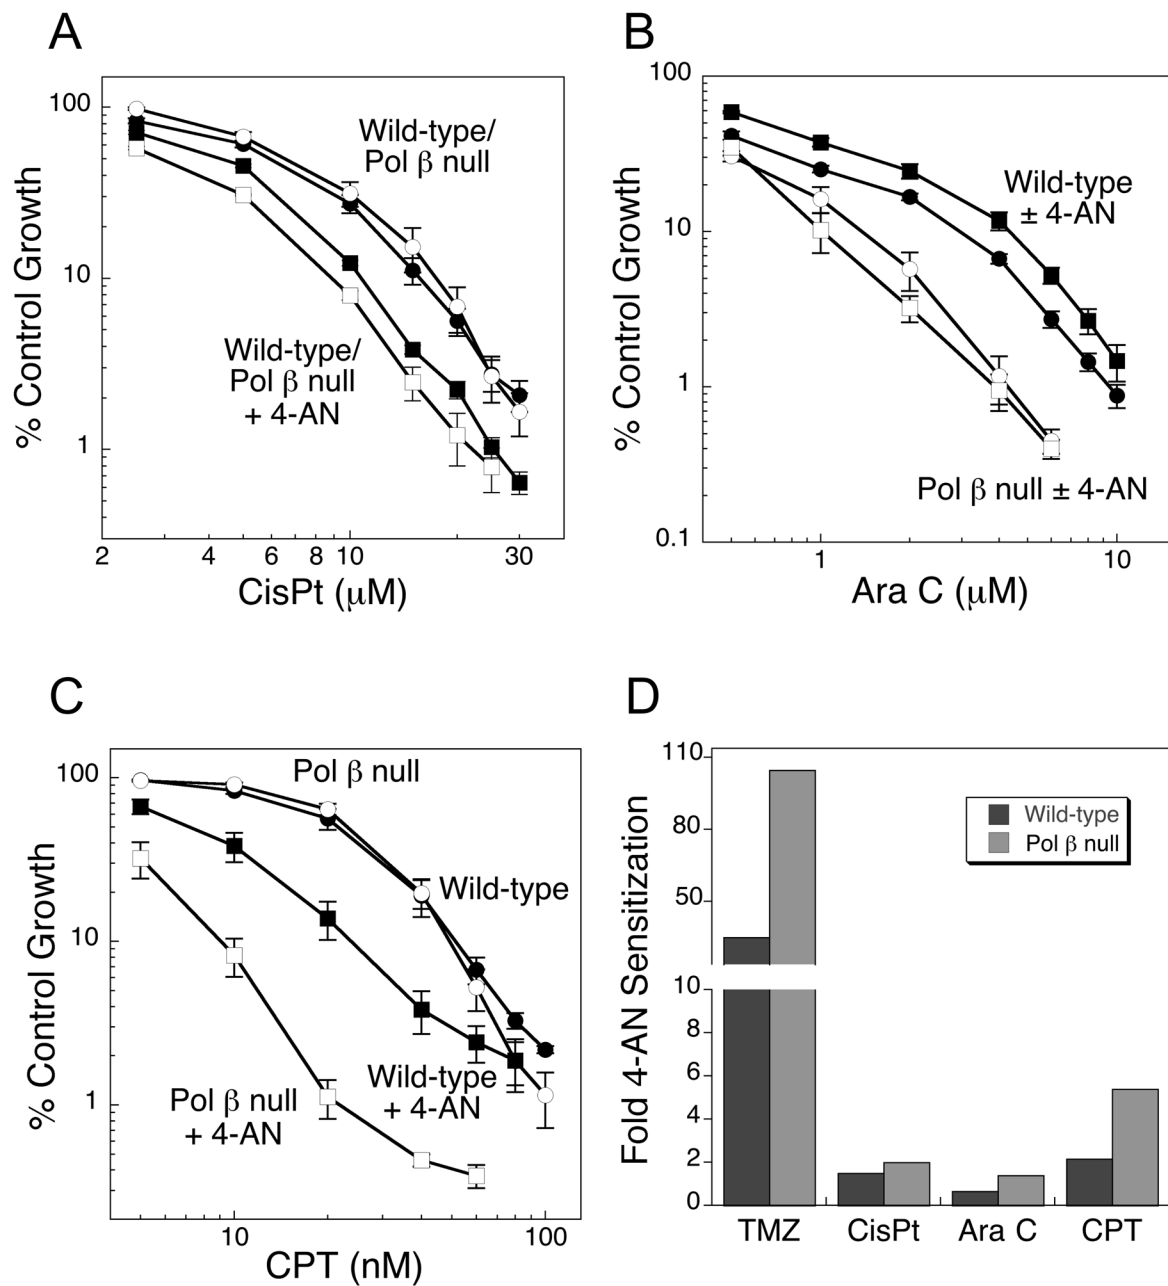 A
% Control Growth
100
10
1
Wild-type/
Pol β null
Wild-type/
Pol β null
+ 4-AN
2
4
6
8
10
30
CisPt (μM)
B
% Control Growth
100
10
1
0.1
Wild-type
± 4-AN
Pol β null ± 4-AN
1
10
Ara C (μM)
C
% Control Growth
100
10
1
Pol β null
Wild-type
Wild-type
+ 4-AN
Pol β null
+ 4-AN
10
100
CPT (nM)
D
Fold 4-AN Sensitization
110
80
50
10
8
6
4
2
0
Wild-type
Pol β null
TMZ
CisPt
Ara C
CPT